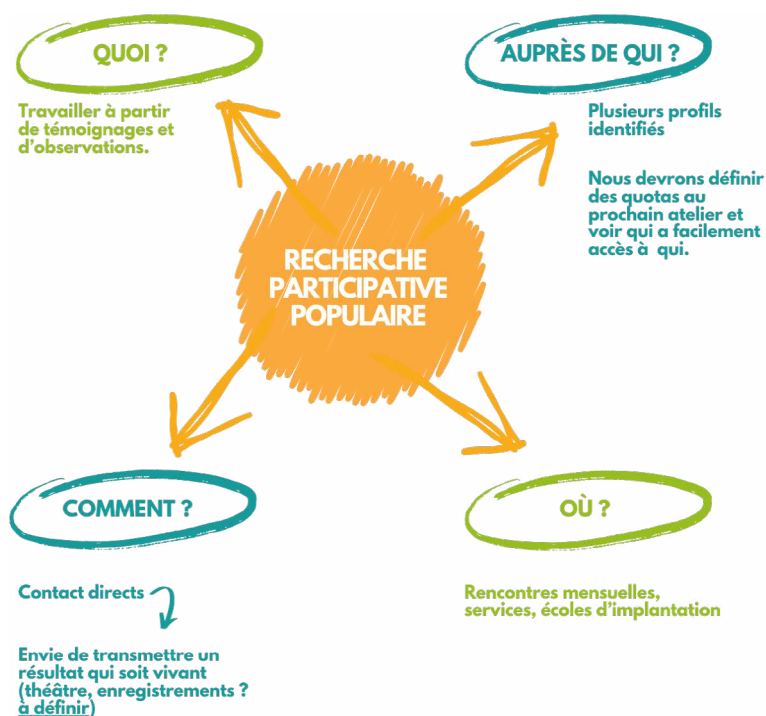 QUOI ?
Travailler à partir
de témoignages et
d'observations.
AUPRÈS DE QUI ?
Plusieurs profils
identifiés
Nous devrons définir
des quotas au
prochain atelier et
voir qui a facilement
accès à qui.
RECHERCHE
PARTICIPATIVE
POPULAIRE
COMMENT ?
Contact directs
Envie de transmettre un
résultat qui soit vivant
(théâtre, enregistrements ?
à définir)
OÙ ?
Rencontres mensuelles,
services, écoles d'implantation